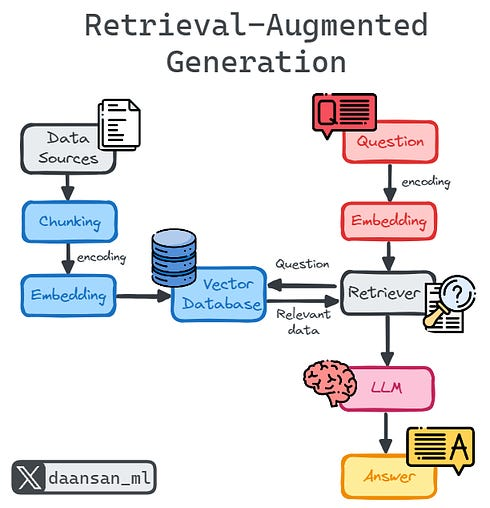 Retrieval-Augmented
Generation
Data
Sources
Q
Question
encoding
Chunking
Embedding
encoding
Embedding
Vector
Database
Question
Relevant
data
Retriever
?
LLM
A
Answer
X daansan_ml